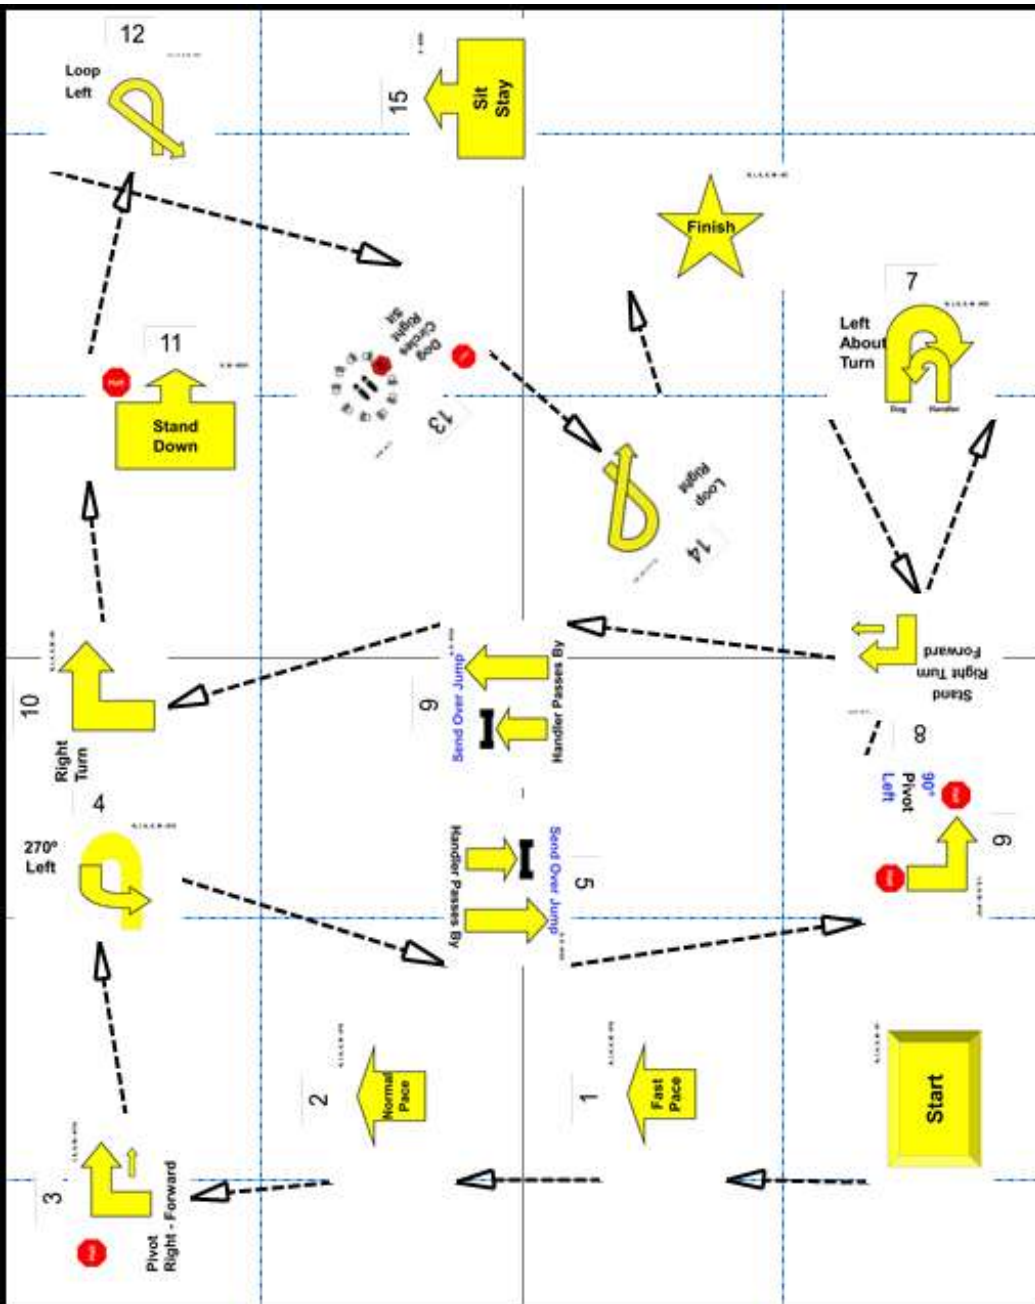 Start
1
Fast
Pace
2
Normal
Pace
3
Pivot
Right - Forward
4
270º
Left
5
Send Over Jump
Handler Passes By
6
90°
Pivot
Left
7
Left
About
Turn
Dog
Handler
8
Stand
Right Turn
Forward
9
Send Over Jump
Handler Passes By
10
Right
Turn
11
Stand
Down
12
Loop
Left
13
Dog
Circles
Right
Sit
14
Loop
Right
15
Sit
Stay
Finish